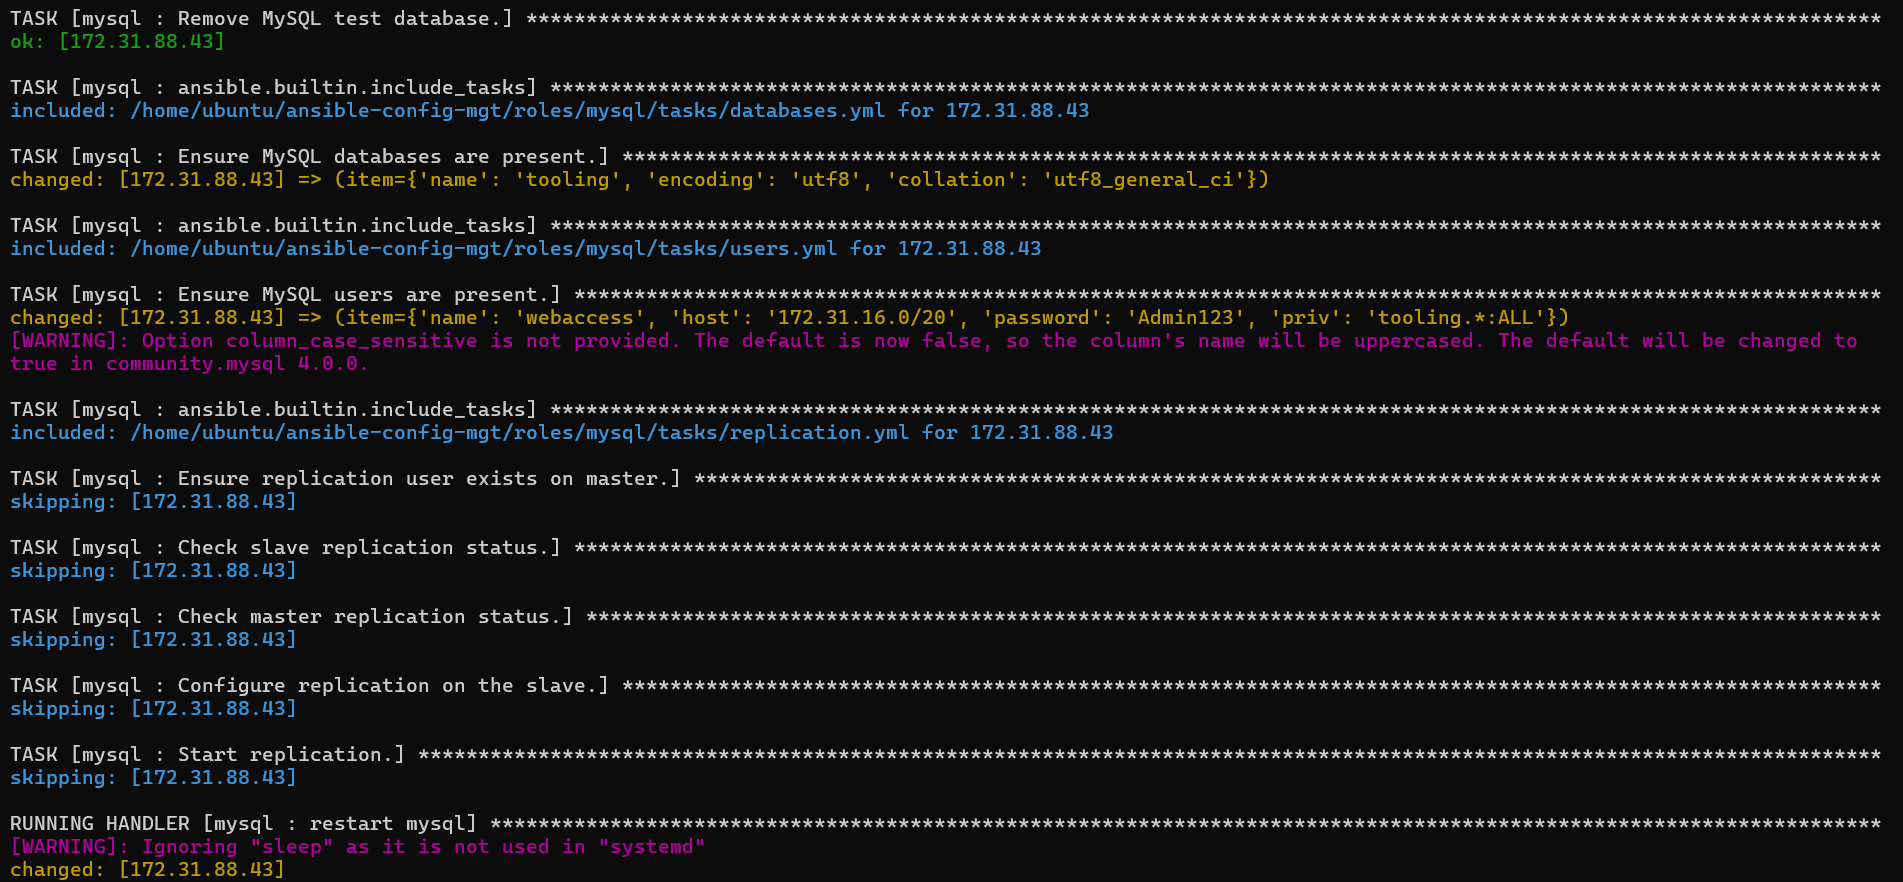 TASK [mysql : Remove MySQL test database.] *****************************************************************************************************************
ok: [172.31.88.43]
TASK [mysql : ansible.builtin.include_tasks] ***************************************************************************************************************
included: /home/ubuntu/ansible-config-mgt/roles/mysql/tasks/databases.yml for 172.31.88.43
TASK [mysql : Ensure MySQL databases are present.] *********************************************************************************************************
changed: [172.31.88.43] => (item={'name': 'tooling', 'encoding': 'utf8', 'collation': 'utf8_general_ci'})
TASK [mysql : ansible.builtin.include_tasks] ***************************************************************************************************************
included: /home/ubuntu/ansible-config-mgt/roles/mysql/tasks/users.yml for 172.31.88.43
TASK [mysql : Ensure MySQL users are present.] *************************************************************************************************************
changed: [172.31.88.43] => (item={'name': 'webaccess', 'host': '172.31.16.0/20', 'password': 'Admin123', 'priv': 'tooling.*:ALL'})
[WARNING]: Option column_case_sensitive is not provided. The default is now false, so the column's name will be uppercased. The default will be changed to
true in community.mysql 4.0.0.
TASK [mysql : ansible.builtin.include_tasks] ***************************************************************************************************************
included: /home/ubuntu/ansible-config-mgt/roles/mysql/tasks/replication.yml for 172.31.88.43
TASK [mysql : Ensure replication user exists on master.] ***************************************************************************************************
skipping: [172.31.88.43]
TASK [mysql : Check slave replication status.] *************************************************************************************************************
skipping: [172.31.88.43]
TASK [mysql : Check master replication status.] ************************************************************************************************************
skipping: [172.31.88.43]
TASK [mysql : Configure replication on the slave.] *********************************************************************************************************
skipping: [172.31.88.43]
TASK [mysql : Start replication.] **************************************************************************************************************************
skipping: [172.31.88.43]
RUNNING HANDLER [mysql : restart mysql] ********************************************************************************************************************
[WARNING]: Ignoring "sleep" as it is not used in "systemd"
changed: [172.31.88.43]